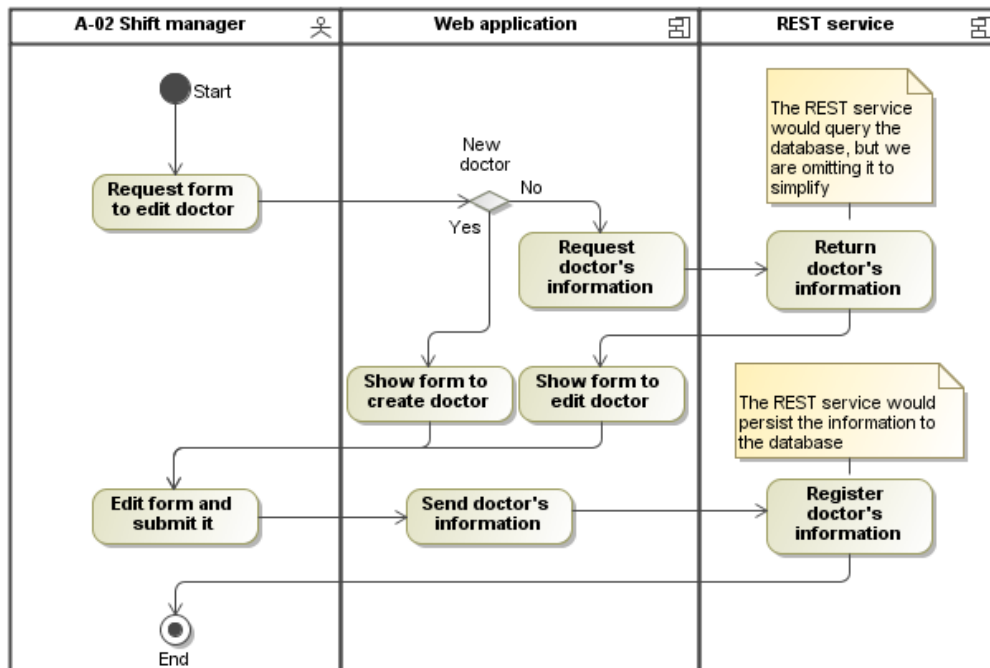 A-02 Shift manager
Web application
REST service
Start
The REST service
would query the
database, but we
are omitting it to
simplify
New
doctor
No
Yes
Request form
to edit doctor
Request
doctor's
information
Return
doctor's
information
Show form to
create doctor
Show form to
edit doctor
The REST service would
persist the information to
the database
Edit form and
submit it
Send doctor's
information
Register
doctor's
information
End